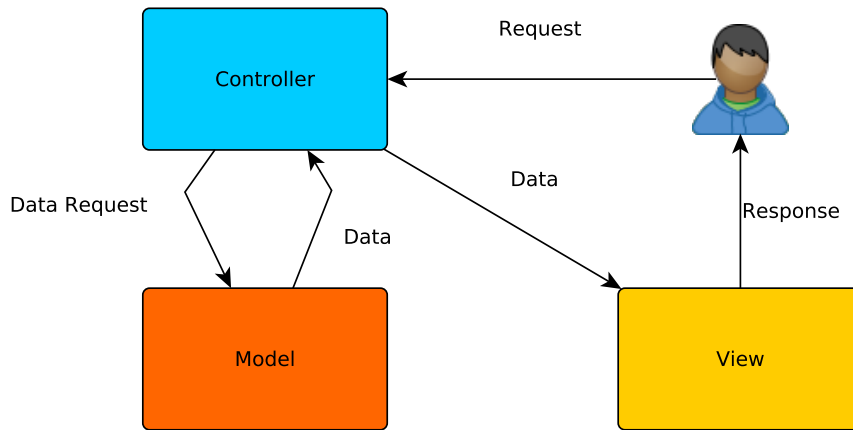 Request
Controller
Data
Data Request
Response
Data
Model
View